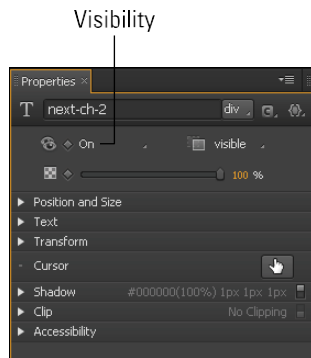 Visibility
Properties ×
T next-ch-2 div
On visible
100 %
Position and Size
Text
Transform
Cursor
Shadow #000000(100%) 1px 1px 1px
Clip No Clipping
Accessibility